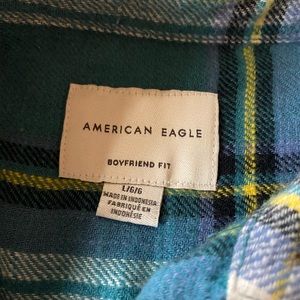 AMERICAN EAGLE
BOYFRIEND FIT
L/G/G
MADE IN INDONESIA
FABRIQUÉ EN
INDONÉSIE